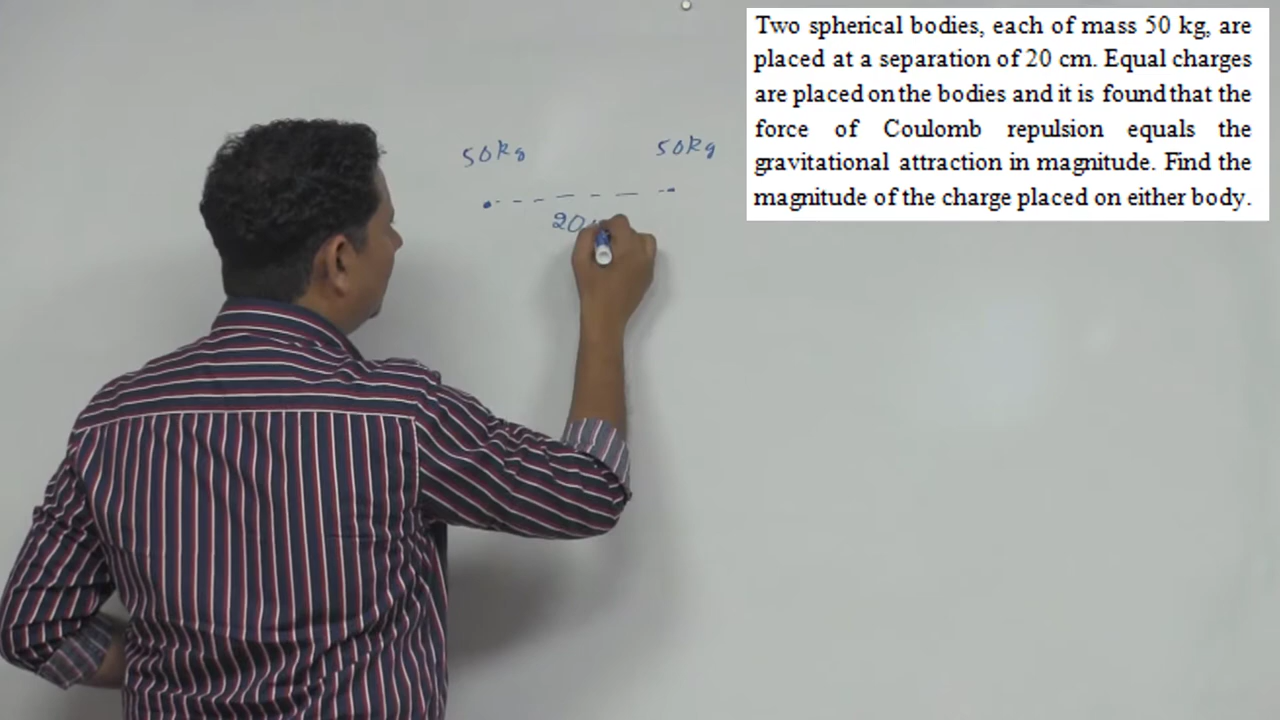 Two spherical bodies, each of mass 50 kg, are
placed at a separation of 20 cm. Equal charges
are placed on the bodies and it is found that the
force of Coulomb repulsion equals the
gravitational attraction in magnitude. Find the
magnitude of the charge placed on either body.
50kg
50kg
20